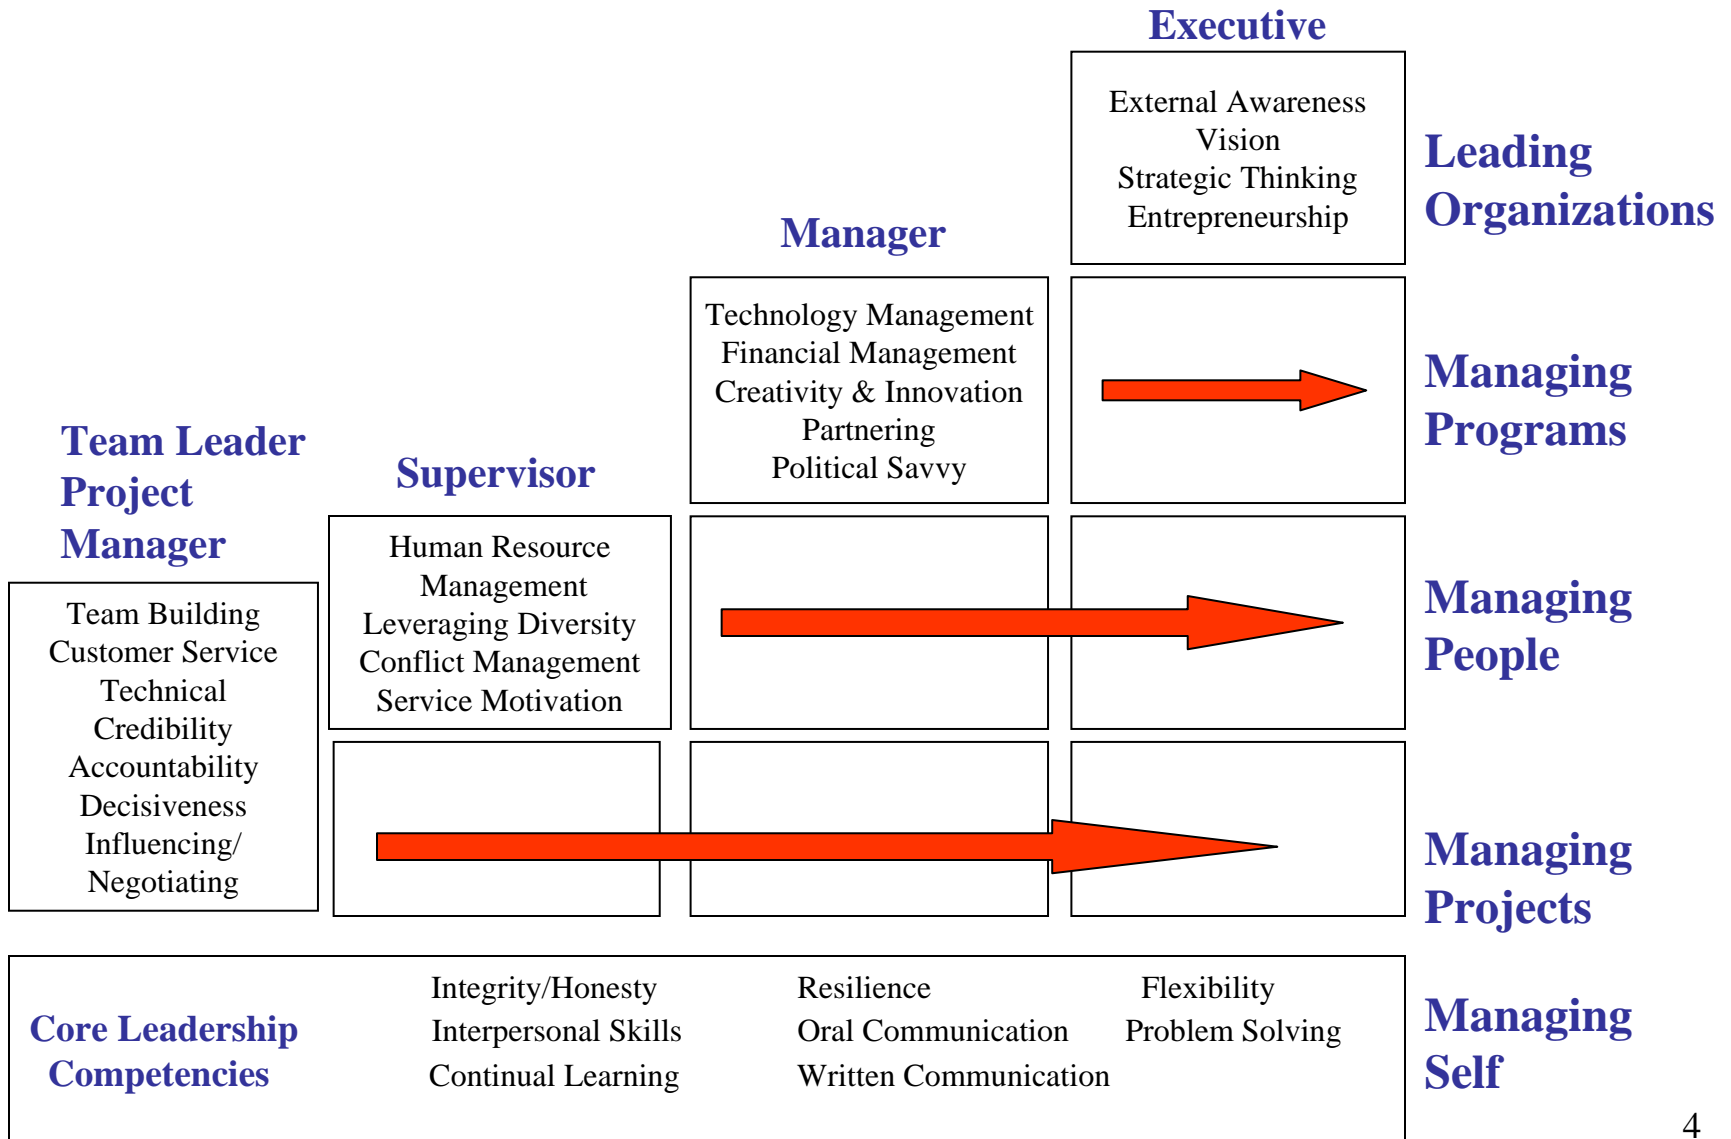 Executive
External Awareness
Vision
Strategic Thinking
Entrepreneurship
Leading
Organizations
Manager
Technology Management
Financial Management
Creativity & Innovation
Partnering
Political Savvy
Managing
Programs
Team Leader
Project
Manager
Supervisor
Human Resource
Management
Leveraging Diversity
Conflict Management
Service Motivation
Managing
People
Team Building
Customer Service
Technical
Credibility
Accountability
Decisiveness
Influencing/
Negotiating
Managing
Projects
Core Leadership
Competencies
Integrity/Honesty Resilience Flexibility
Interpersonal Skills Oral Communication Problem Solving
Continual Learning Written Communication
Managing
Self
4